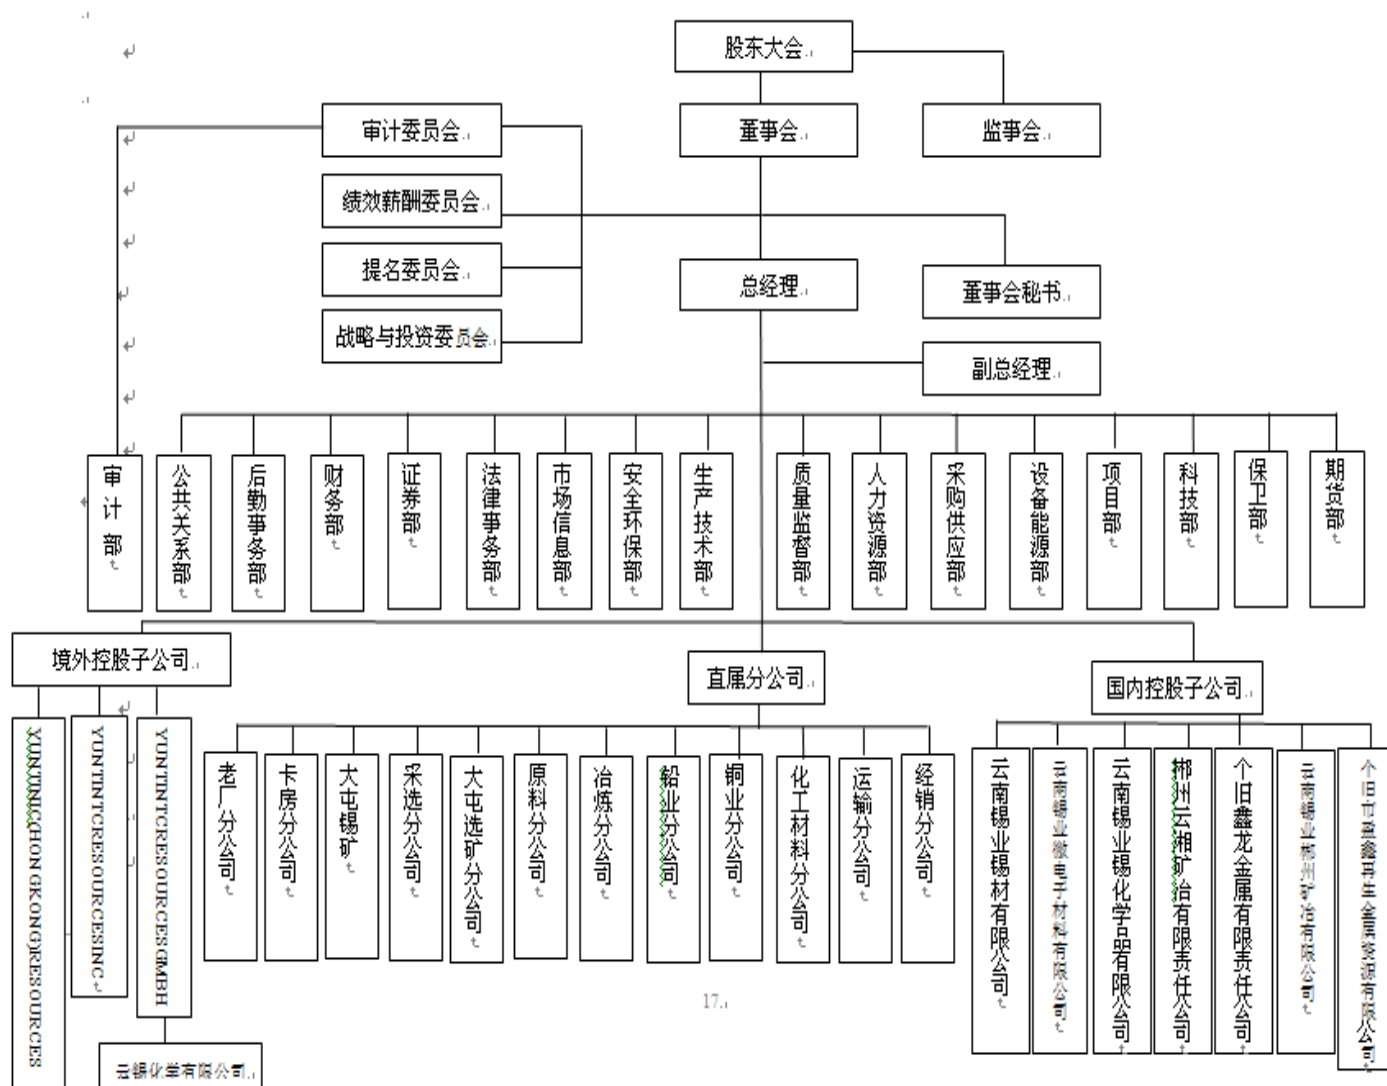 股东大会
审计委员会
董事会
监事会
绩效薪酬委员会
提名委员会
总经理
董事会秘书
战略与投资委员会
副总经理
审计部
公共关系部
后勤事务部
财务部
证券部
法律事务部
市场信息部
安全环保部
生产技术部
质量监督部
人力资源部
采购供应部
设备能源部
项目部
科技部
保卫部
期货部
境外控股子公司
直属分公司
国内控股子公司
YUNTINIC(HONGKONG)RESOURCES
YUNTINTCRESOURCESINC
YUNTINTCRESOURCESGMBH
老厂分公司
卡房分公司
大屯锡矿
采选分公司
大屯选矿分公司
原料分公司
冶炼分公司
铅业分公司
铜业分公司
化工材料分公司
运输分公司
经销分公司
云南锡业锡材有限公司
云南锡业微电子材料有限公司
云南锡业锡化学品有限公司
郴州云湘矿冶有限责任公司
个旧鑫龙金属有限责任公司
云南锡业郴州矿冶有限公司
个旧市盈鑫再生金属资源有限公司
17
云锡化学有限公司